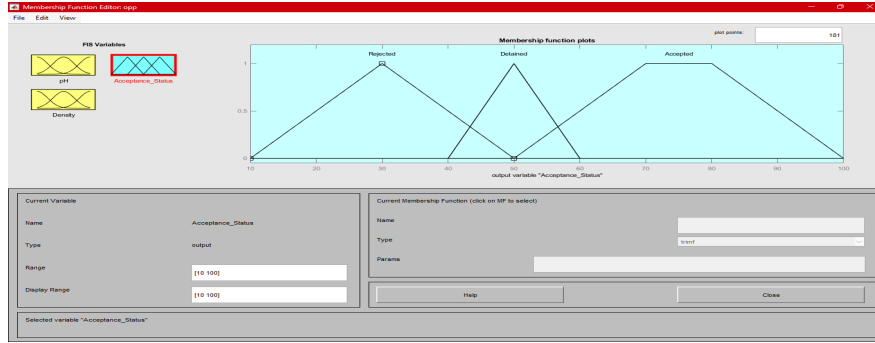 Membership Function Editor: opp
File Edit View
FIS Variables
pH
Acceptance_Status
Density
Membership function plots
plot points:
181
Rejected
Detained
Accepted
1
0.5
0
10 20 30 40 50 60 70 80 90 100
output variable "Acceptance_Status"
Current Variable
Name Acceptance_Status
Type output
Range [10 100]
Display Range [10 100]
Current Membership Function (click on MF to select)
Name
Type trimf
Params
Help
Close
Selected variable "Acceptance_Status"